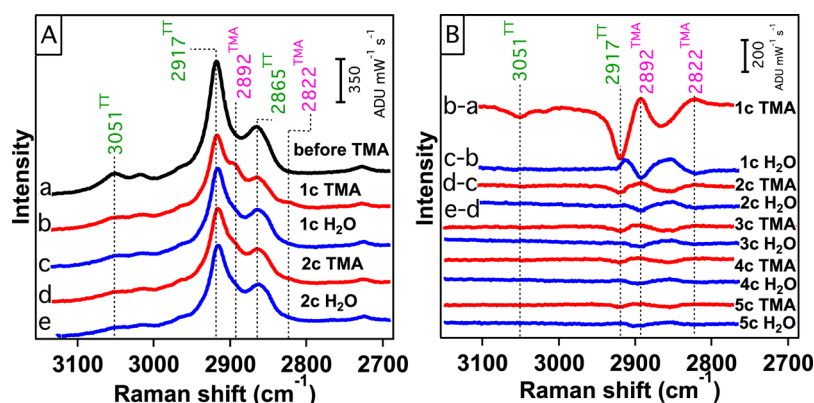 A
3051TT
2917TT
2892TMA
2865TT
2822TMA
350
ADU mW-1 s-1
Intensity
before TMA
a
1c TMA
b
1c H2O
c
2c TMA
d
2c H2O
e
3100 3000 2900 2800 2700
Raman shift (cm-1)
B
3051TT
2917TT
2892TMA
2822TMA
200
ADU mW-1 s-1
Intensity
b-a
1c TMA
c-b
1c H2O
d-c
2c TMA
e-d
2c H2O
3c TMA
3c H2O
4c TMA
4c H2O
5c TMA
5c H2O
3100 3000 2900 2800 2700
Raman shift (cm-1)